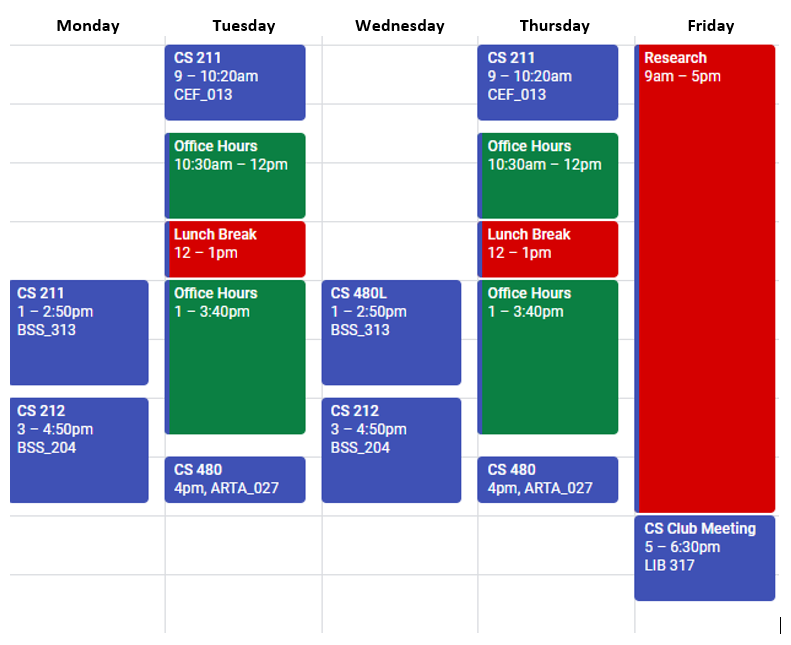 Monday
Tuesday
Wednesday
Thursday
Friday
CS 211
1 – 2:50pm
BSS_313
CS 212
3 – 4:50pm
BSS_204
CS 211
9 – 10:20am
CEF_013
Office Hours
10:30am – 12pm
Lunch Break
12 – 1pm
Office Hours
1 – 3:40pm
CS 480
4pm, ARTA_027
CS 480L
1 – 2:50pm
BSS_313
CS 212
3 – 4:50pm
BSS_204
CS 211
9 – 10:20am
CEF_013
Office Hours
10:30am – 12pm
Lunch Break
12 – 1pm
Office Hours
1 – 3:40pm
CS 480
4pm, ARTA_027
Research
9am – 5pm
CS Club Meeting
5 – 6:30pm
LIB 317